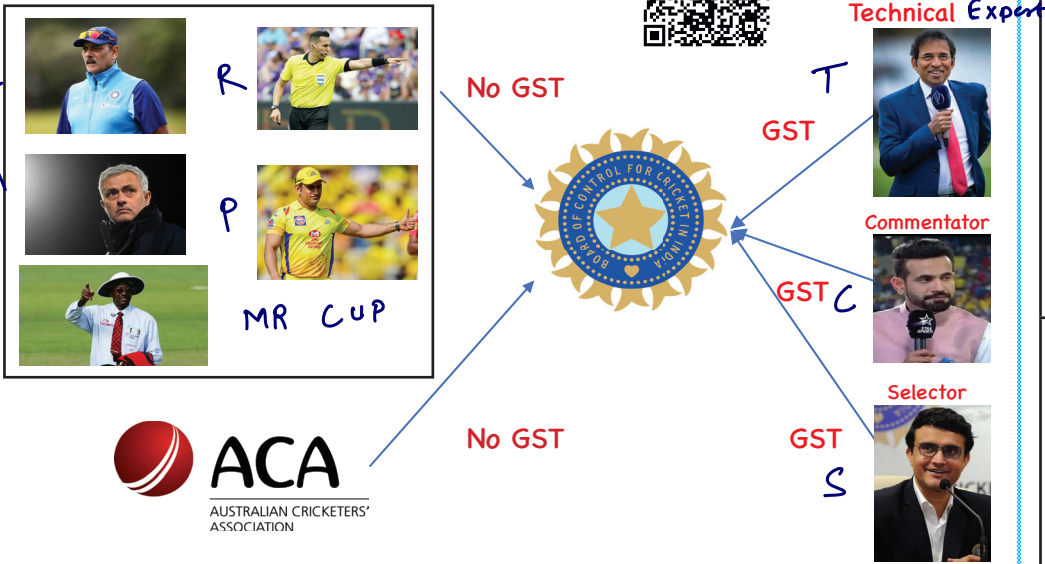 Technical Expert
R
No GST
T
GST
P
Commentator
BOARD OF CONTROL FOR CRICKET IN INDIA
GST
C
MR CUP
Selector
ACA
AUSTRALIAN CRICKETERS'
ASSOCIATION
No GST
GST
S